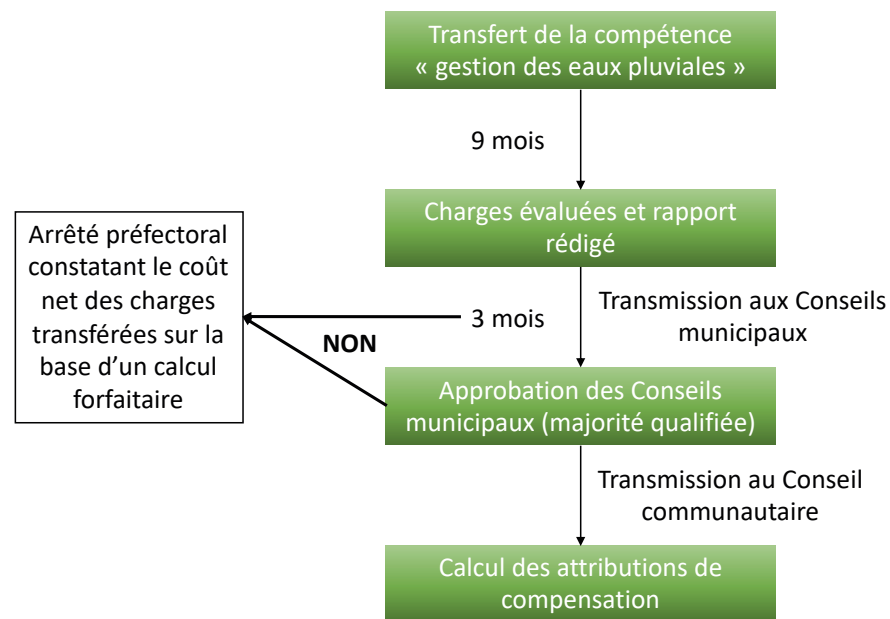 Transfert de la compétence
« gestion des eaux pluviales »
9 mois
Charges évaluées et rapport
rédigé
Arrêté préfectoral
constatant le coût
net des charges
transférées sur la
base d’un calcul
forfaitaire
3 mois
Transmission aux Conseils
municipaux
NON
Approbation des Conseils
municipaux (majorité qualifiée)
Transmission au Conseil
communautaire
Calcul des attributions de
compensation